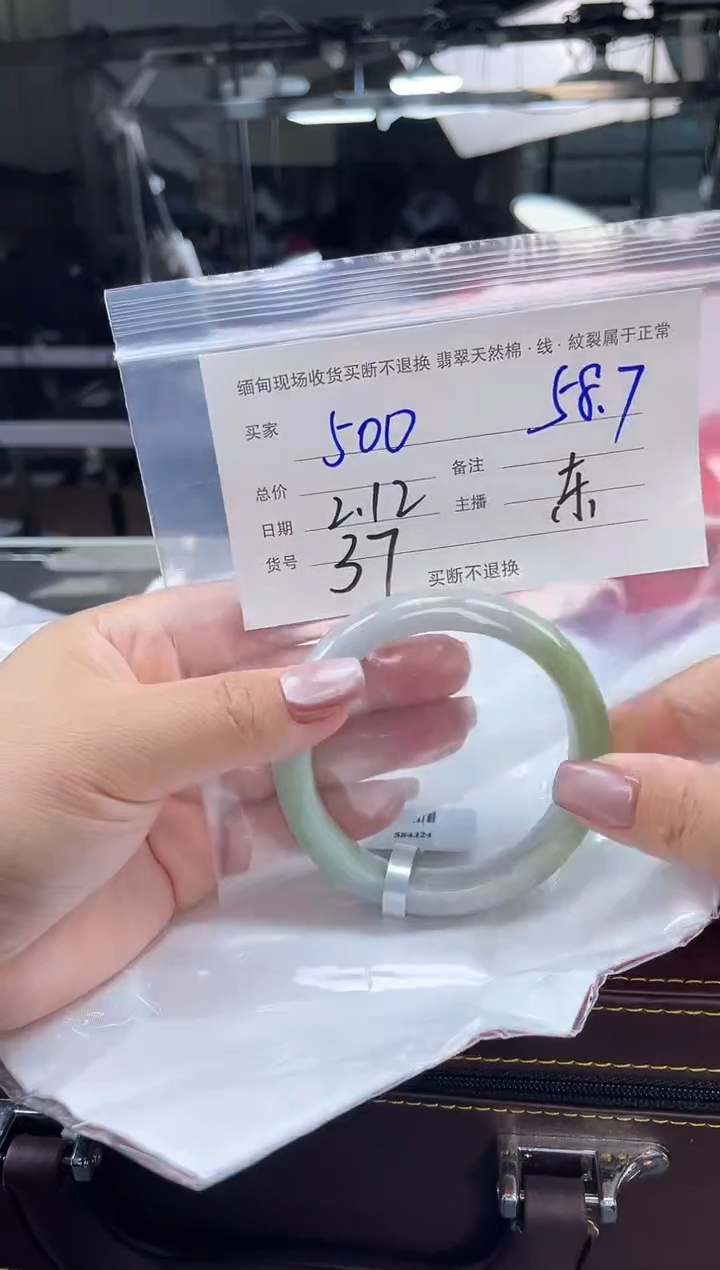 缅甸现场收货买断不退换 翡翠天然棉·线·紋裂属于正常
买家 500 58.7
总价 备注
日期 2.12 主播 东
货号 37
买断不退换
584124